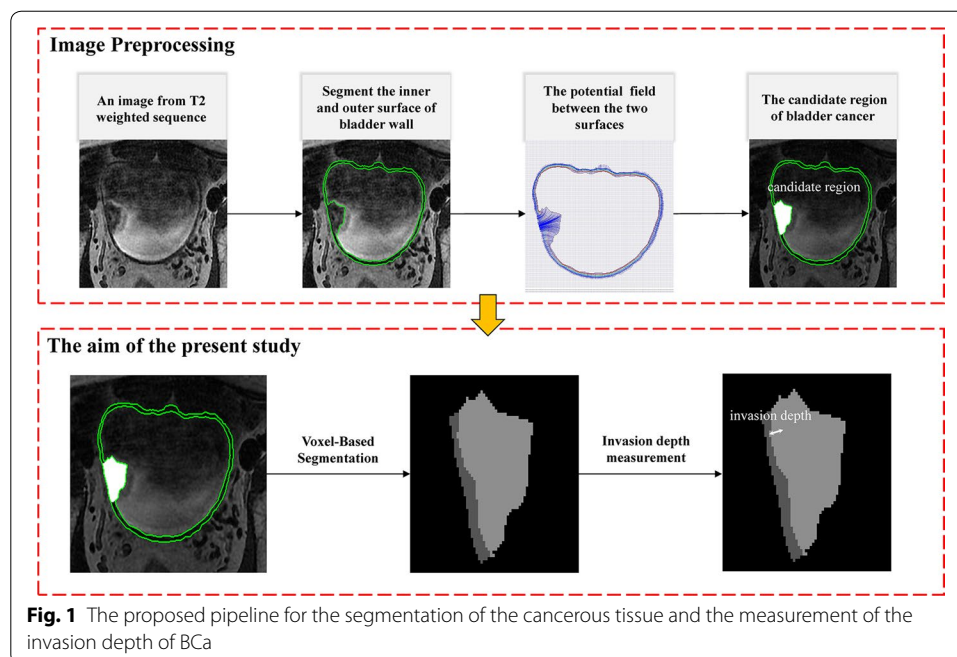 Image Preprocessing
An image from T2
weighted sequence
Segment the inner
and outer surface of
bladder wall
The potential field
between the two
surfaces
The candidate region
of bladder cancer
candidate region
The aim of the present study
Voxel-Based
Segmentation
Invasion depth
measurement
invasion depth
Fig. 1 The proposed pipeline for the segmentation of the cancerous tissue and the measurement of the
invasion depth of BCa